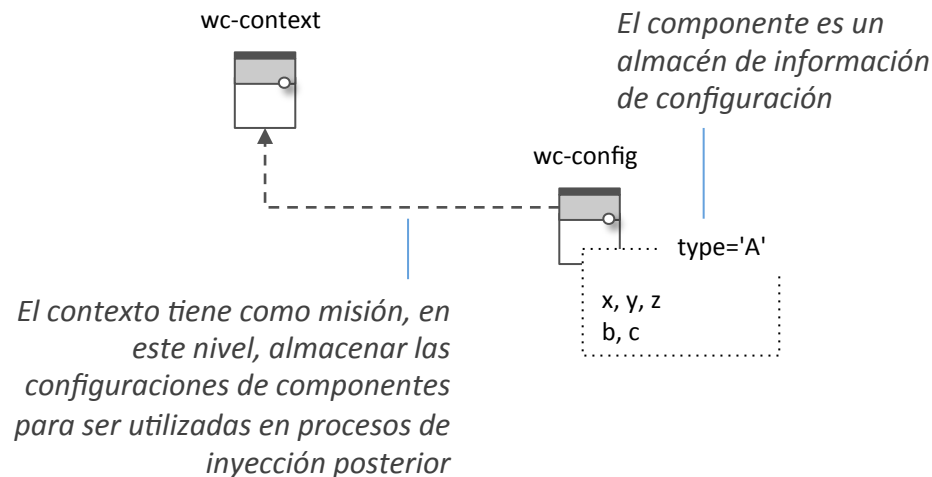 wc-context
El componente es un
almacén de información
de configuración
wc-config
type='A'
x, y, z
b, c
El contexto tiene como misión, en
este nivel, almacenar las
configuraciones de componentes
para ser utilizadas en procesos de
inyección posterior